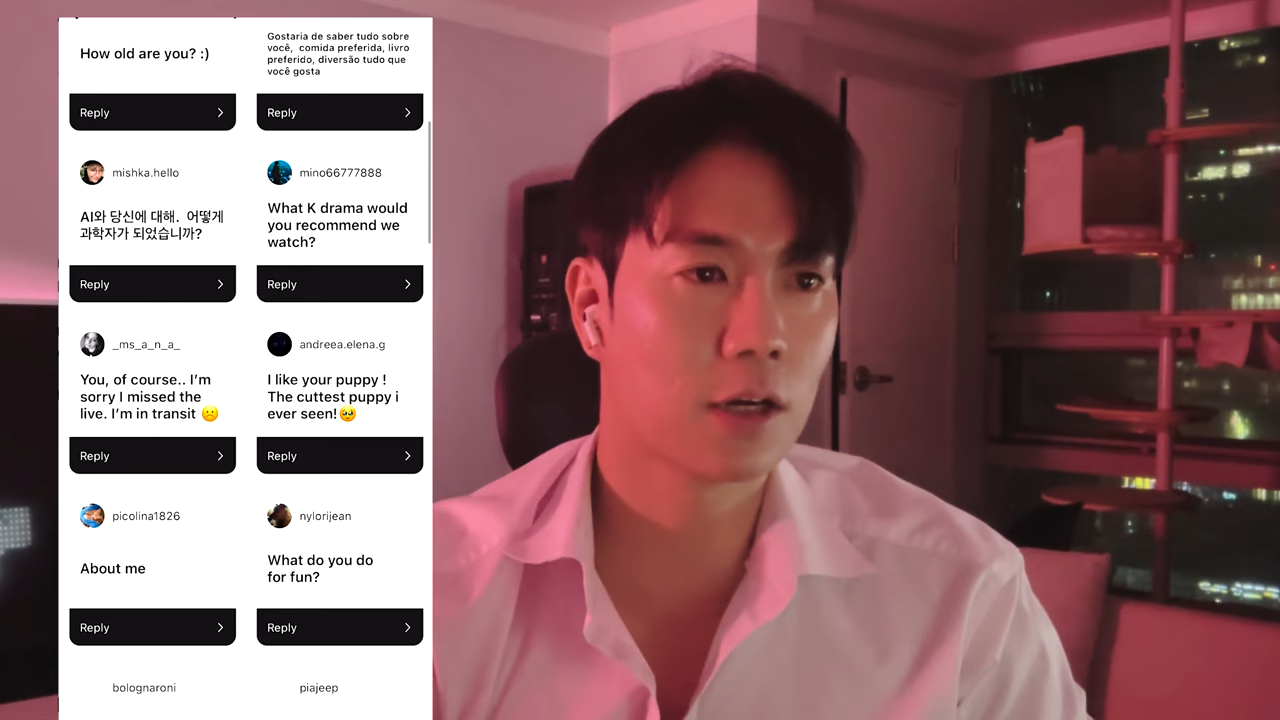 How old are you? :)
Reply
Gostaria de saber tudo sobre
você, comida preferida, livro
preferido, diversão tudo que
você gosta
Reply
mishka.hello
AI와 당신에 대해. 어떻게
과학자가 되었습니까?
Reply
mino66777888
What K drama would
you recommend we
watch?
Reply
_ms_a_n_a_
You, of course.. I'm
sorry I missed the
live. I'm in transit ☹️
Reply
andreea.elena.g
I like your puppy !
The cuttest puppy i
ever seen!🥹
Reply
picolina1826
About me
Reply
nylorijean
What do you do
for fun?
Reply
bolognaroni
piajeep